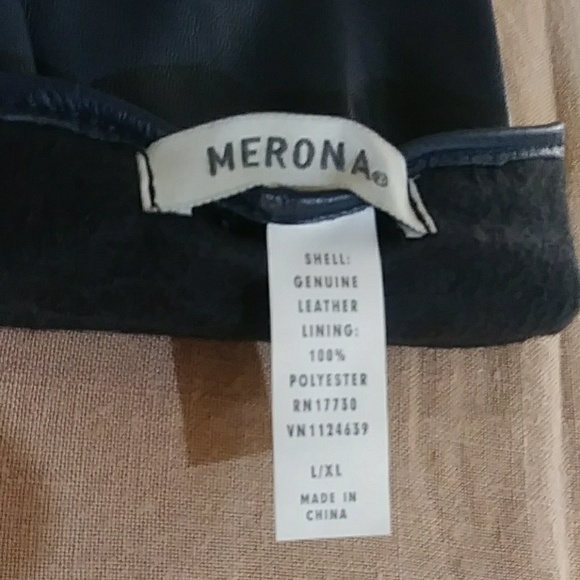 MERONA®
SHELL:
GENUINE
LEATHER
LINING:
100%
POLYESTER
RN17730
VN1124639
L/XL
MADE IN
CHINA